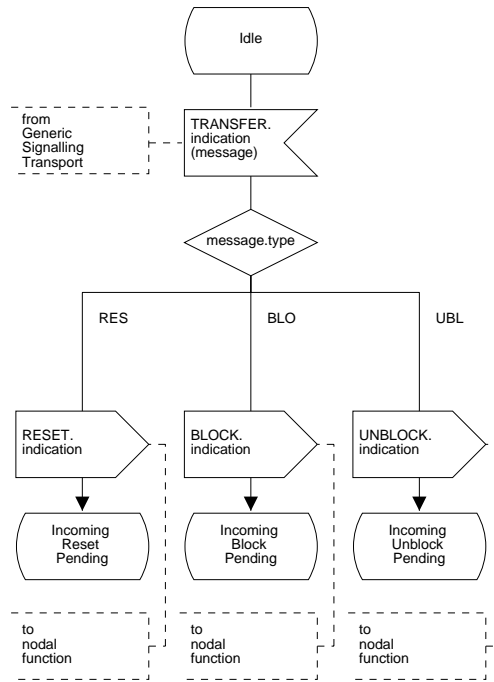 Idle
from
Generic
Signalling
Transport
TRANSFER.
indication
(message)
message.type
RES
BLO
UBL
RESET.
indication
BLOCK.
indication
UNBLOCK.
indication
Incoming
Reset
Pending
Incoming
Block
Pending
Incoming
Unblock
Pending
to
nodal
function
to
nodal
function
to
nodal
function